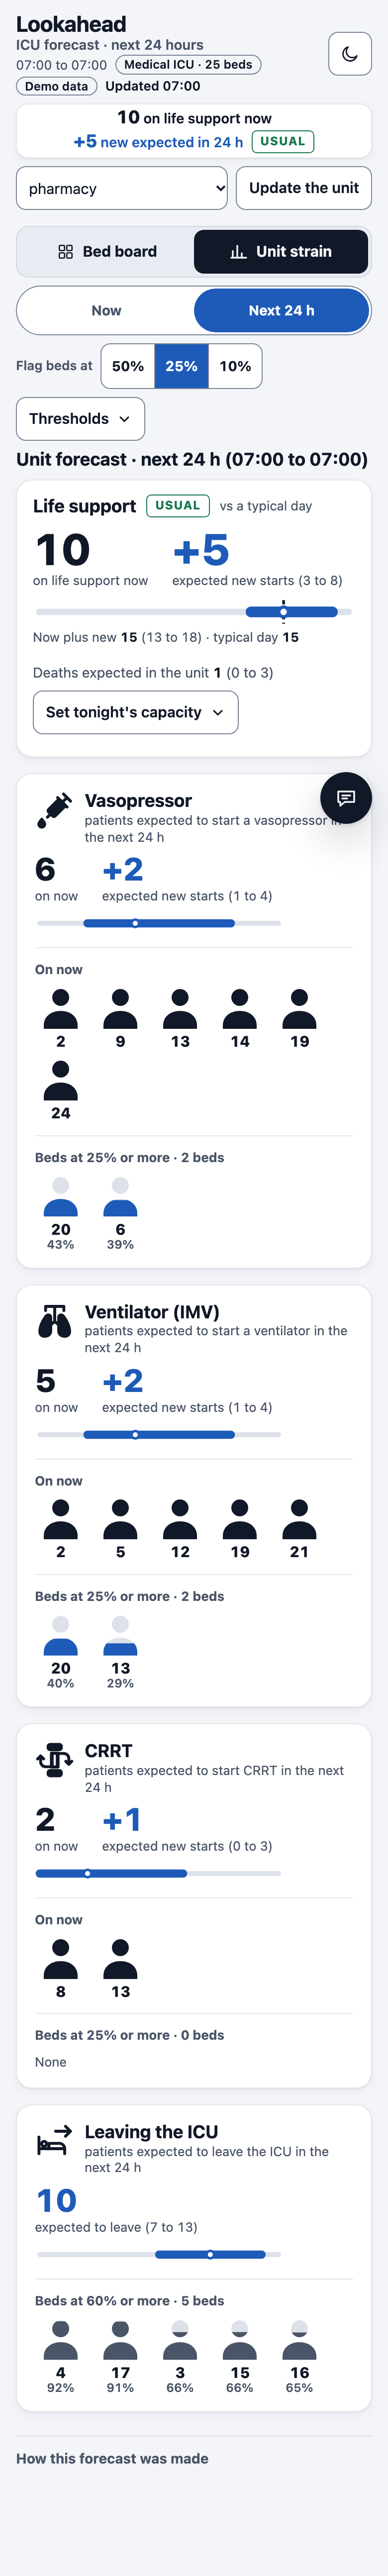 Lookahead
ICU forecast · next 24 hours
07:00 to 07:00 Medical ICU · 25 beds
Demo data Updated 07:00
10 on life support now
+5 new expected in 24 h USUAL
pharmacy Update the unit
Bed board Unit strain
Now Next 24 h
Flag beds at 50% 25% 10%
Thresholds
Unit forecast · next 24 h (07:00 to 07:00)
Life support USUAL vs a typical day
10 +5
on life support now expected new starts (3 to 8)
Now plus new 15 (13 to 18) · typical day 15
Deaths expected in the unit 1 (0 to 3)
Set tonight's capacity
Vasopressor
patients expected to start a vasopressor in
the next 24 h
6 +2
on now expected new starts (1 to 4)
On now
2 9 13 14 19
24
Beds at 25% or more · 2 beds
20 6
43% 39%
Ventilator (IMV)
patients expected to start a ventilator in the
next 24 h
5 +2
on now expected new starts (1 to 4)
On now
2 5 12 19 21
Beds at 25% or more · 2 beds
20 13
40% 29%
CRRT
patients expected to start CRRT in the next
24 h
2 +1
on now expected new starts (0 to 3)
On now
8 13
Beds at 25% or more · 0 beds
None
Leaving the ICU
patients expected to leave the ICU in the
next 24 h
10
expected to leave (7 to 13)
Beds at 60% or more · 5 beds
4 17 3 15 16
92% 91% 66% 66% 65%
How this forecast was made